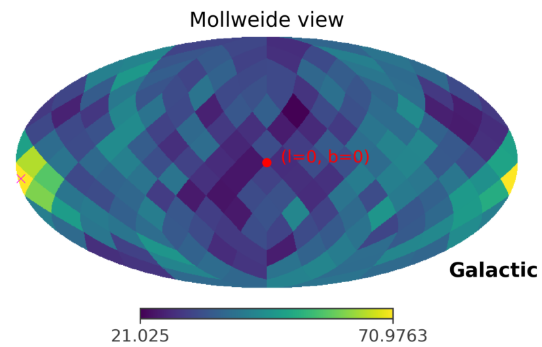 Mollweide view
(l=0, b=0)
Galactic
21.025 70.9763